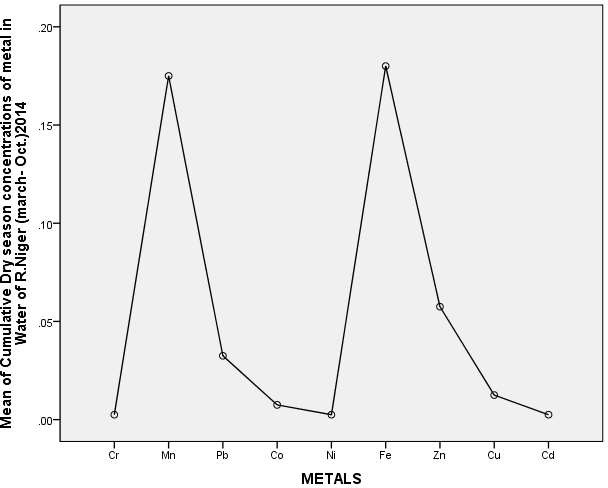 Mean of Cumulative Dry season concentrations of metal in
Water of R.Niger (march- Oct.)2014
.20
.15
.10
.05
.00
Cr Mn Pb Co Ni Fe Zn Cu Cd
METALS